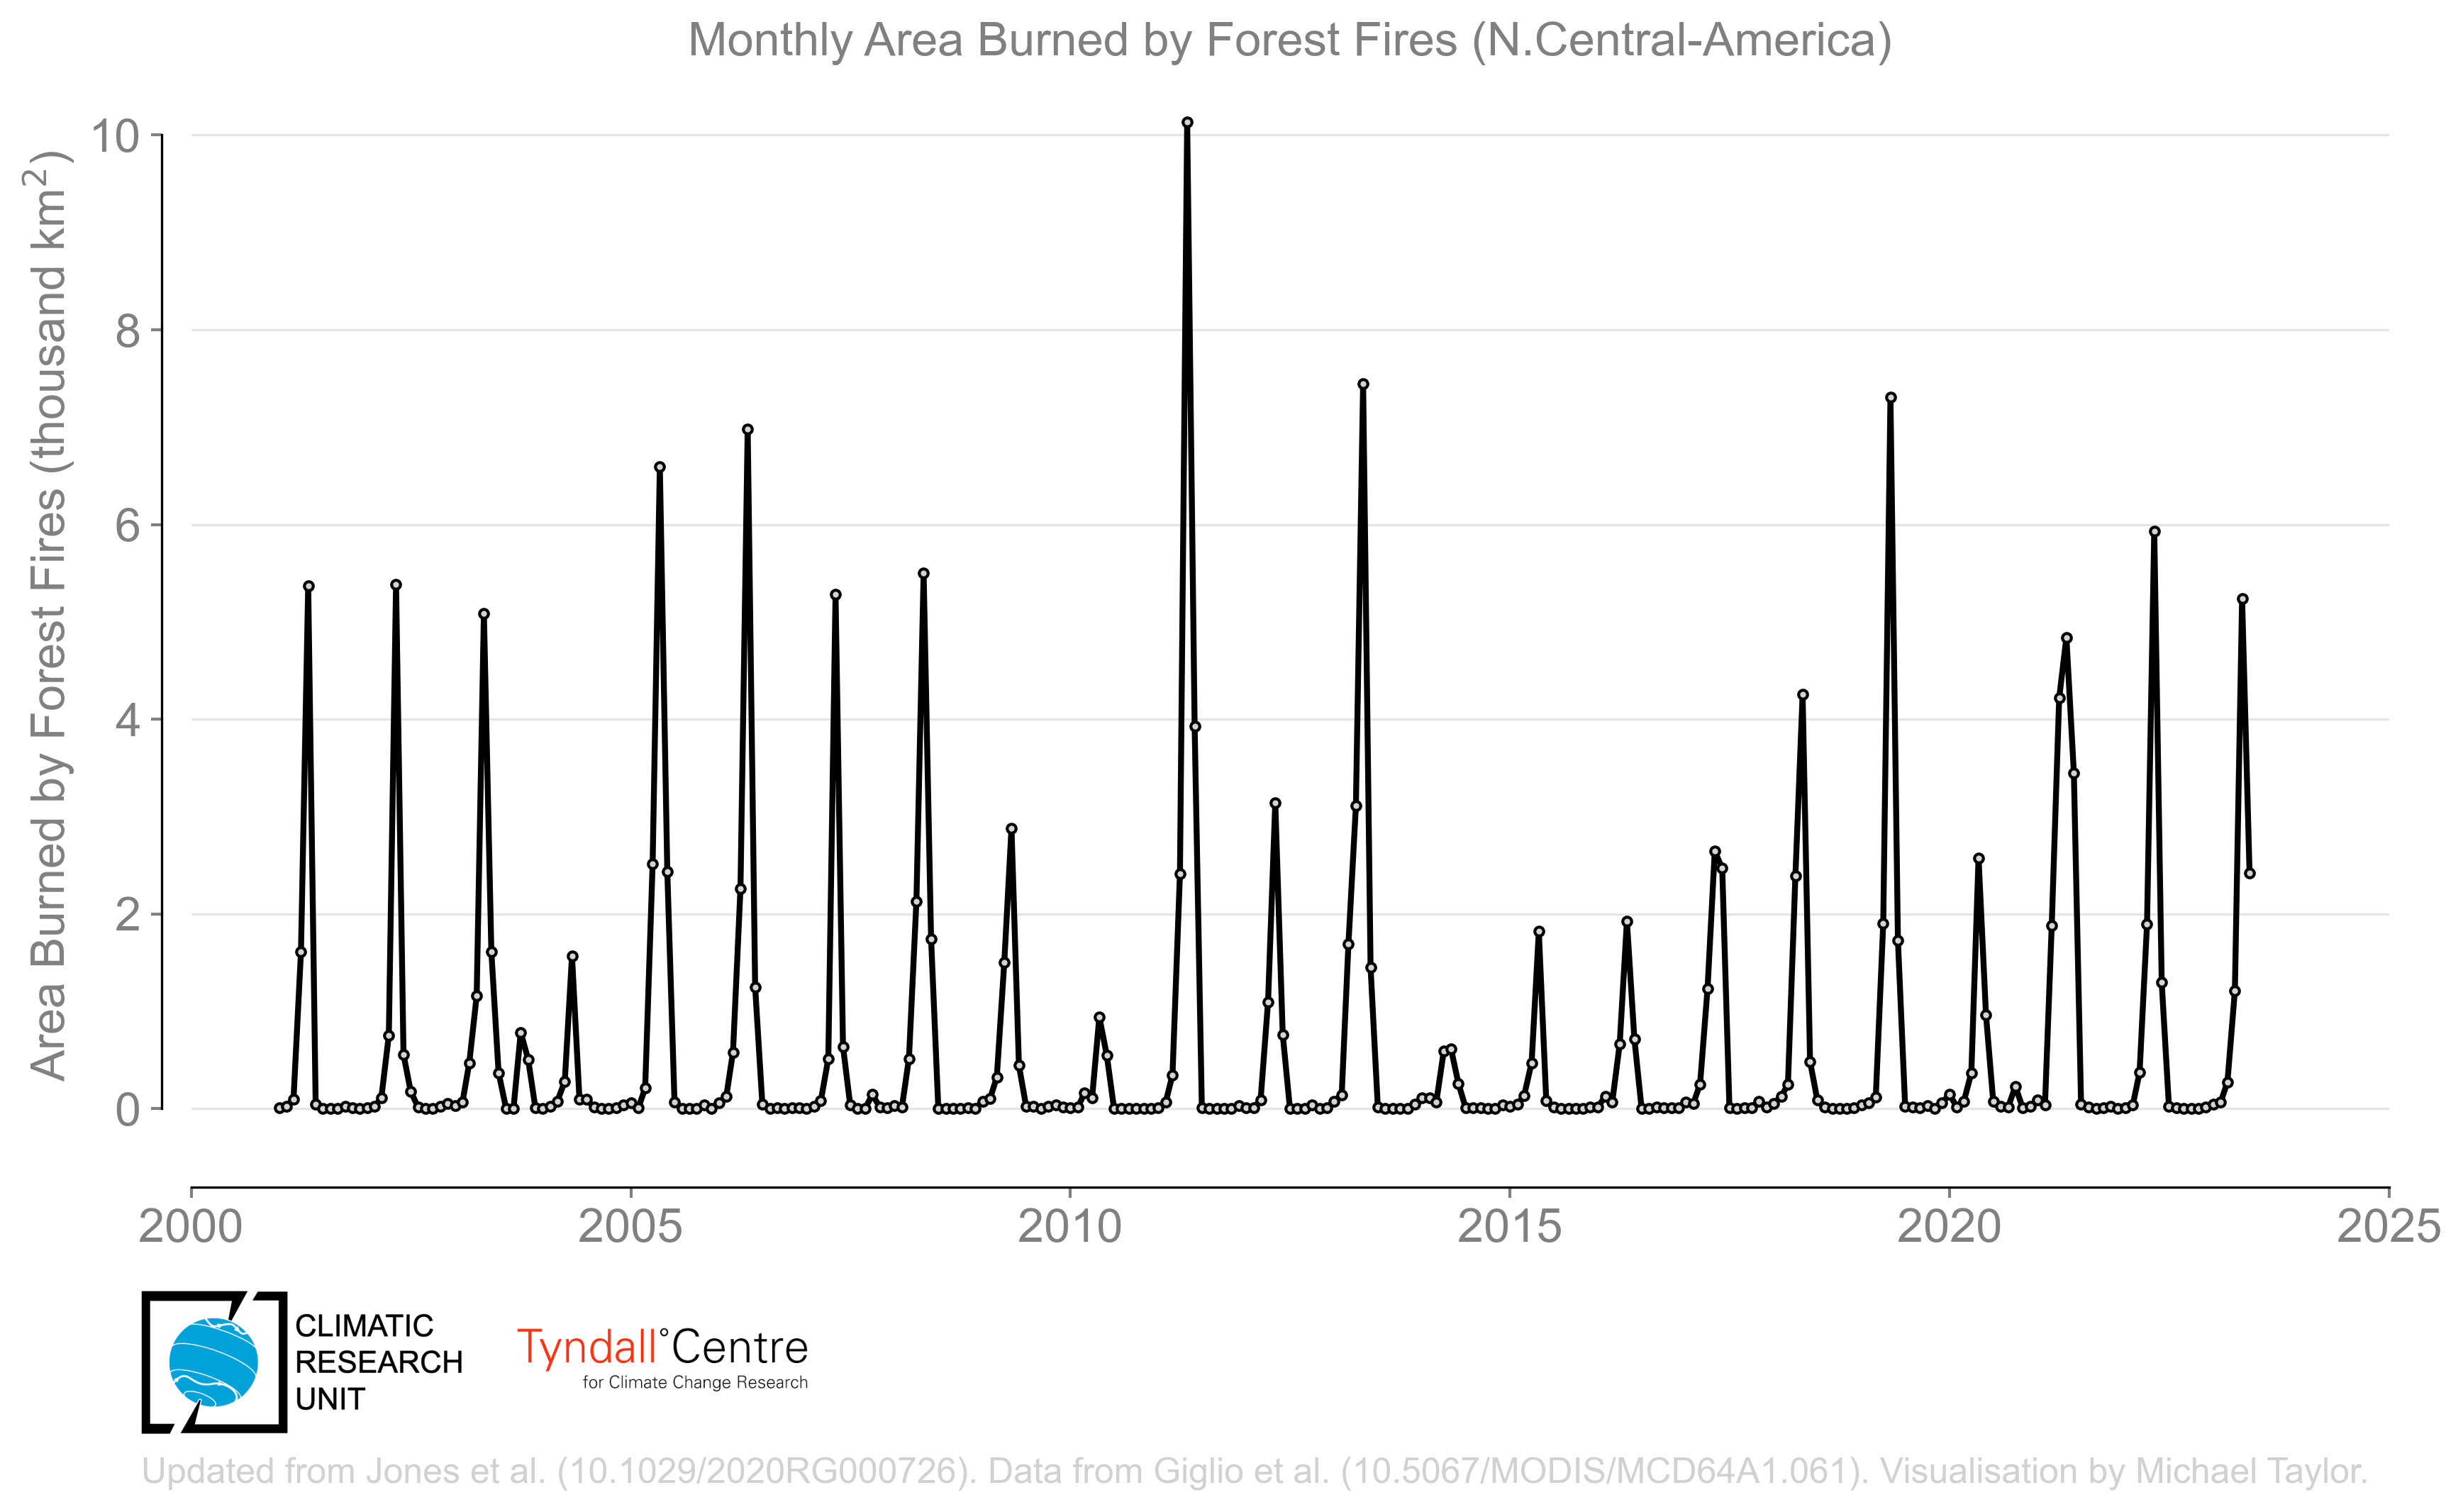 Monthly Area Burned by Forest Fires (N.Central-America)
Area Burned by Forest Fires (thousand km²)
10
8
6
4
2
0
2000 2005 2010 2015 2020 2025
CLIMATIC
RESEARCH
UNIT
Tyndall°Centre
for Climate Change Research
Updated from Jones et al. (10.1029/2020RG000726). Data from Giglio et al. (10.5067/MODIS/MCD64A1.061). Visualisation by Michael Taylor.